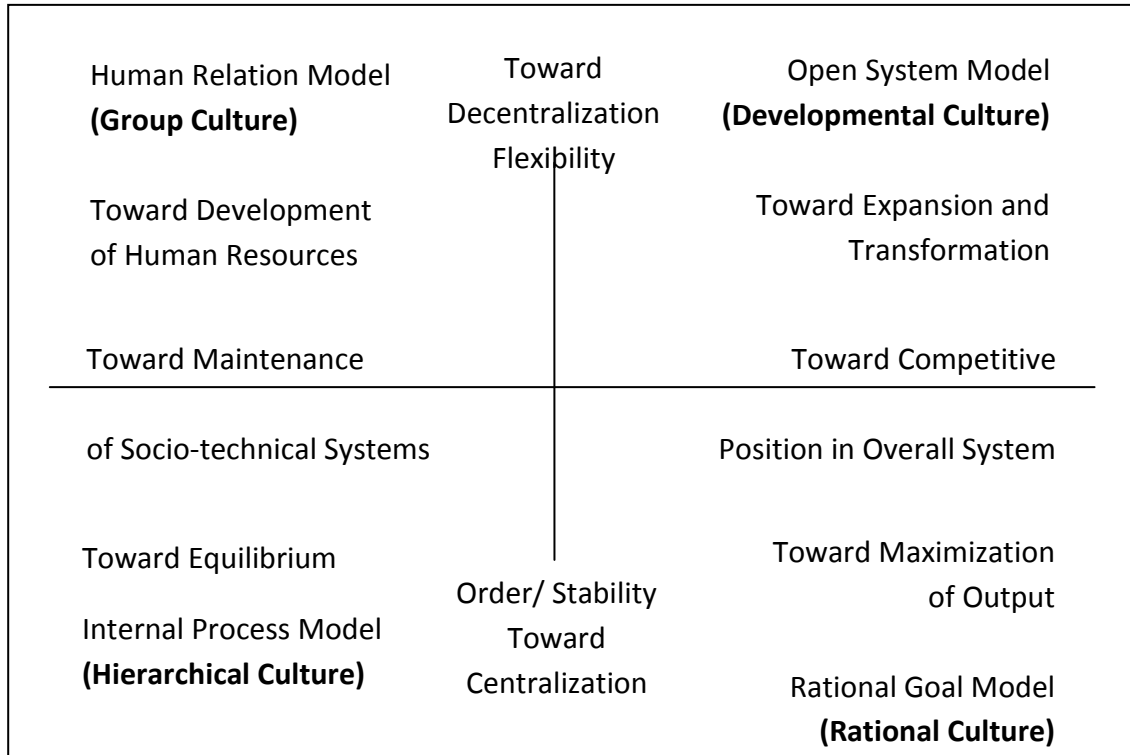 Human Relation Model
(Group Culture)
Toward
Decentralization
Flexibility
Open System Model
(Developmental Culture)
Toward Development
of Human Resources
Toward Expansion and
Transformation
Toward Maintenance
of Socio-technical Systems
Toward Competitive
Position in Overall System
Toward Equilibrium
Internal Process Model
(Hierarchical Culture)
Order/ Stability
Toward
Centralization
Toward Maximization
of Output
Rational Goal Model
(Rational Culture)